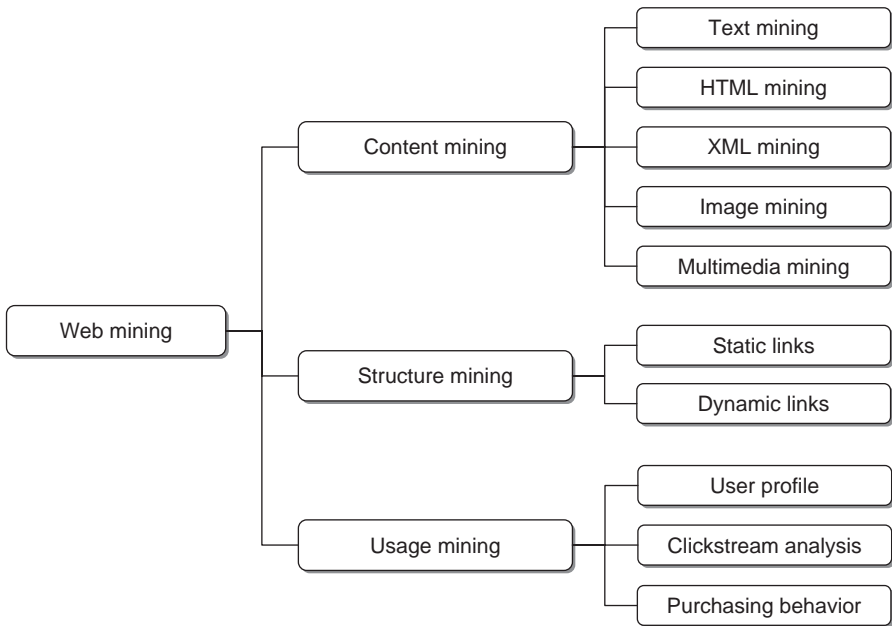 Web mining
Content mining
Text mining
HTML mining
XML mining
Image mining
Multimedia mining
Structure mining
Static links
Dynamic links
Usage mining
User profile
Clickstream analysis
Purchasing behavior